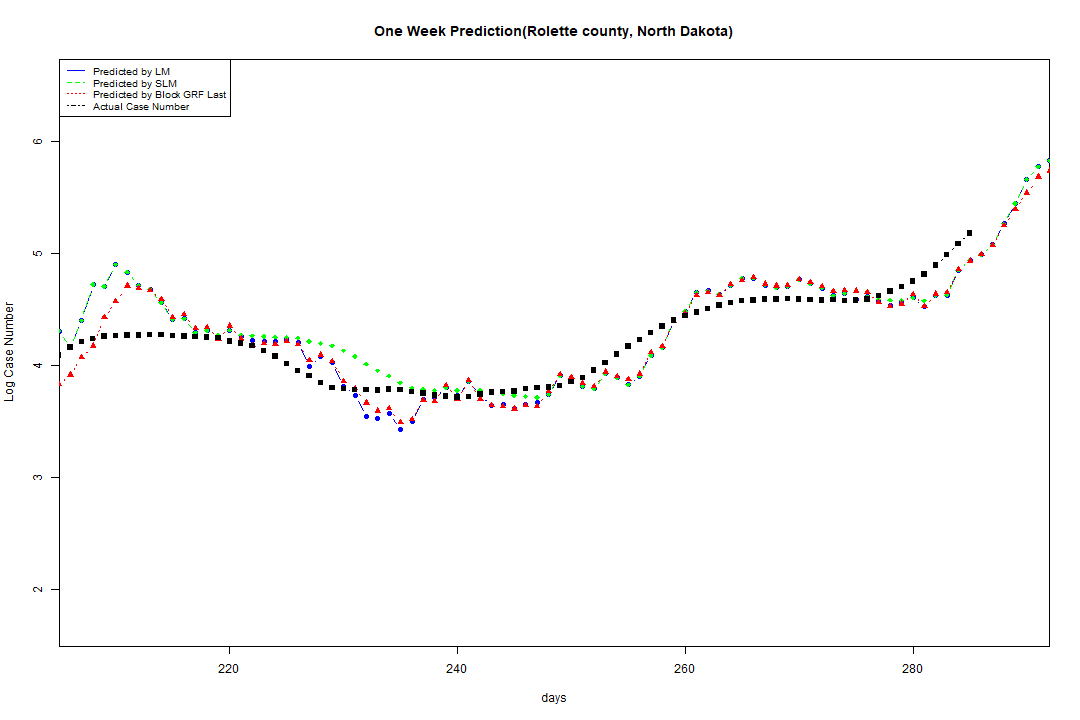 One Week Prediction(Rolette county, North Dakota)
Predicted by LM
Predicted by SLM
Predicted by Block GRF Last
Actual Case Number
Log Case Number
6
5
4
3
2
220
240
260
280
days